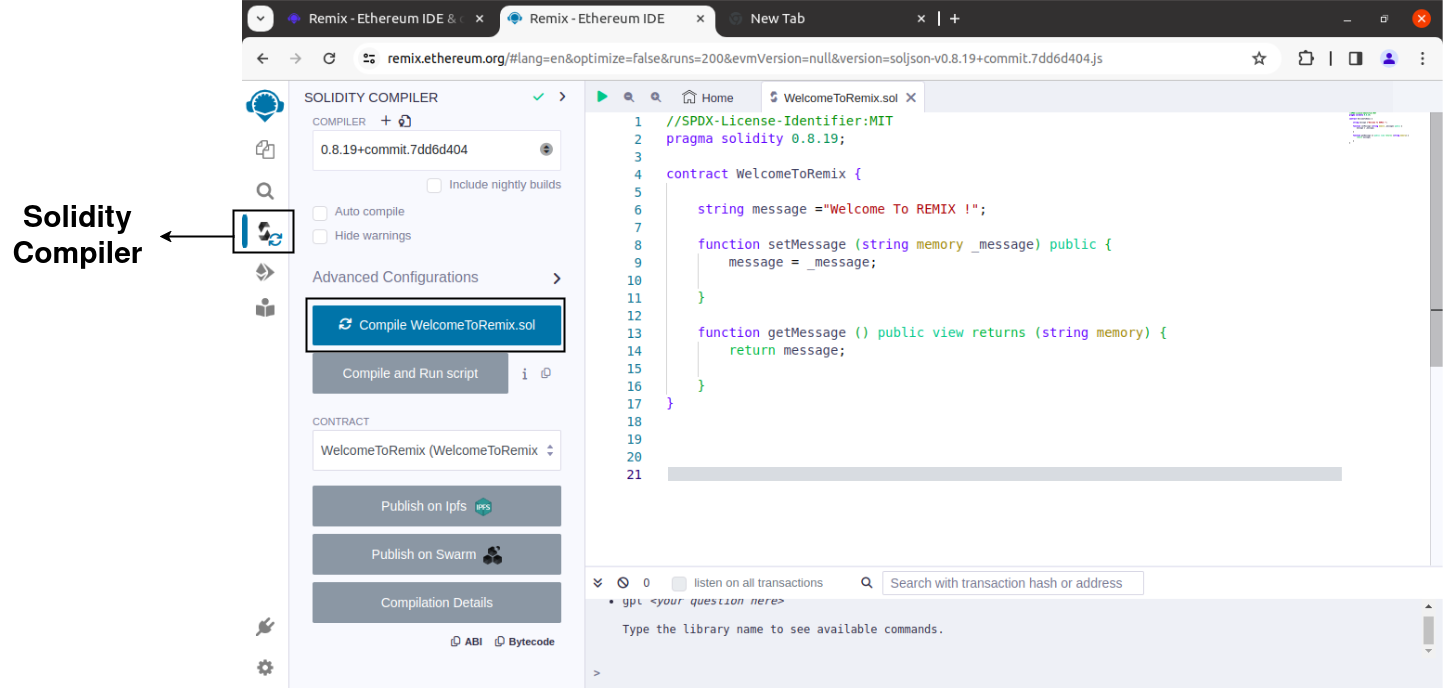 Remix - Ethereum IDE &
Remix - Ethereum IDE
New Tab
remix.ethereum.org/#lang=en&optimize=false&runs=200&evmVersion=null&version=soljson-v0.8.19+commit.7dd6d404.js
Solidity
Compiler
SOLIDITY COMPILER
COMPILER
0.8.19+commit.7dd6d404
Include nightly builds
Auto compile
Hide warnings
Advanced Configurations
Compile WelcomeToRemix.sol
Compile and Run script
i
CONTRACT
WelcomeToRemix (WelcomeToRemix
Publish on Ipfs IPFS
Publish on Swarm
Compilation Details
ABI Bytecode
Home
WelcomeToRemix.sol
1 //SPDX-License-Identifier:MIT
2 pragma solidity 0.8.19;
3
4 contract WelcomeToRemix {
5
6 string message ="Welcome To REMIX !";
7
8 function setMessage (string memory _message) public {
9 message = _message;
10
11 }
12
13 function getMessage () public view returns (string memory) {
14 return message;
15
16 }
17 }
18
19
20
21
0 listen on all transactions Search with transaction hash or address
• gpt <your question here>
Type the library name to see available commands.
>